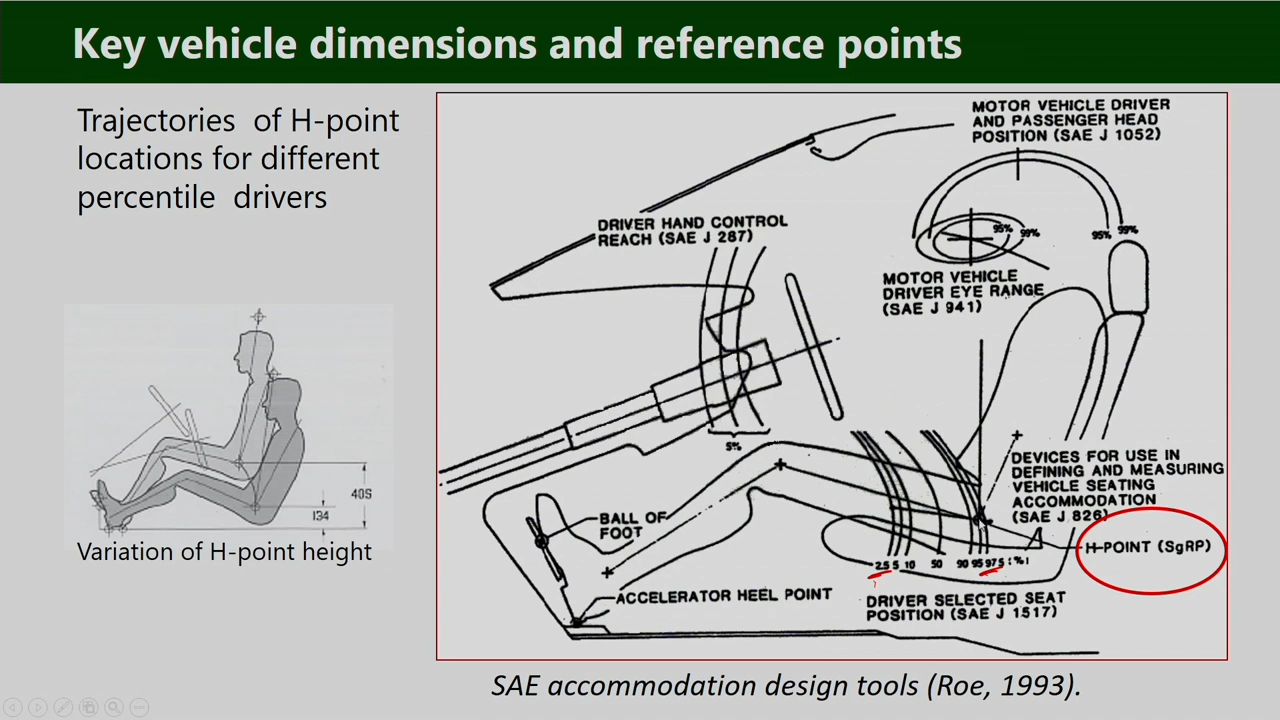 Key vehicle dimensions and reference points
Trajectories of H-point
locations for different
percentile drivers
405
134
Variation of H-point height
MOTOR VEHICLE DRIVER
AND PASSENGER HEAD
POSITION (SAE J 1052)
DRIVER HAND CONTROL
REACH (SAE J 287)
95% 99%
95% 99%
MOTOR VEHICLE
DRIVER EYE RANGE
(SAE J 941)
5%
DEVICES FOR USE IN
DEFINING AND MEASURING
VEHICLE SEATING
ACCOMMODATION
(SAE J 826)
BALL OF
FOOT
H-POINT (SgRP)
2.5 5 10 50 90 95 97 5 (%)
ACCELERATOR HEEL POINT
DRIVER SELECTED SEAT
POSITION (SAE J 1517)
SAE accommodation design tools (Roe, 1993).